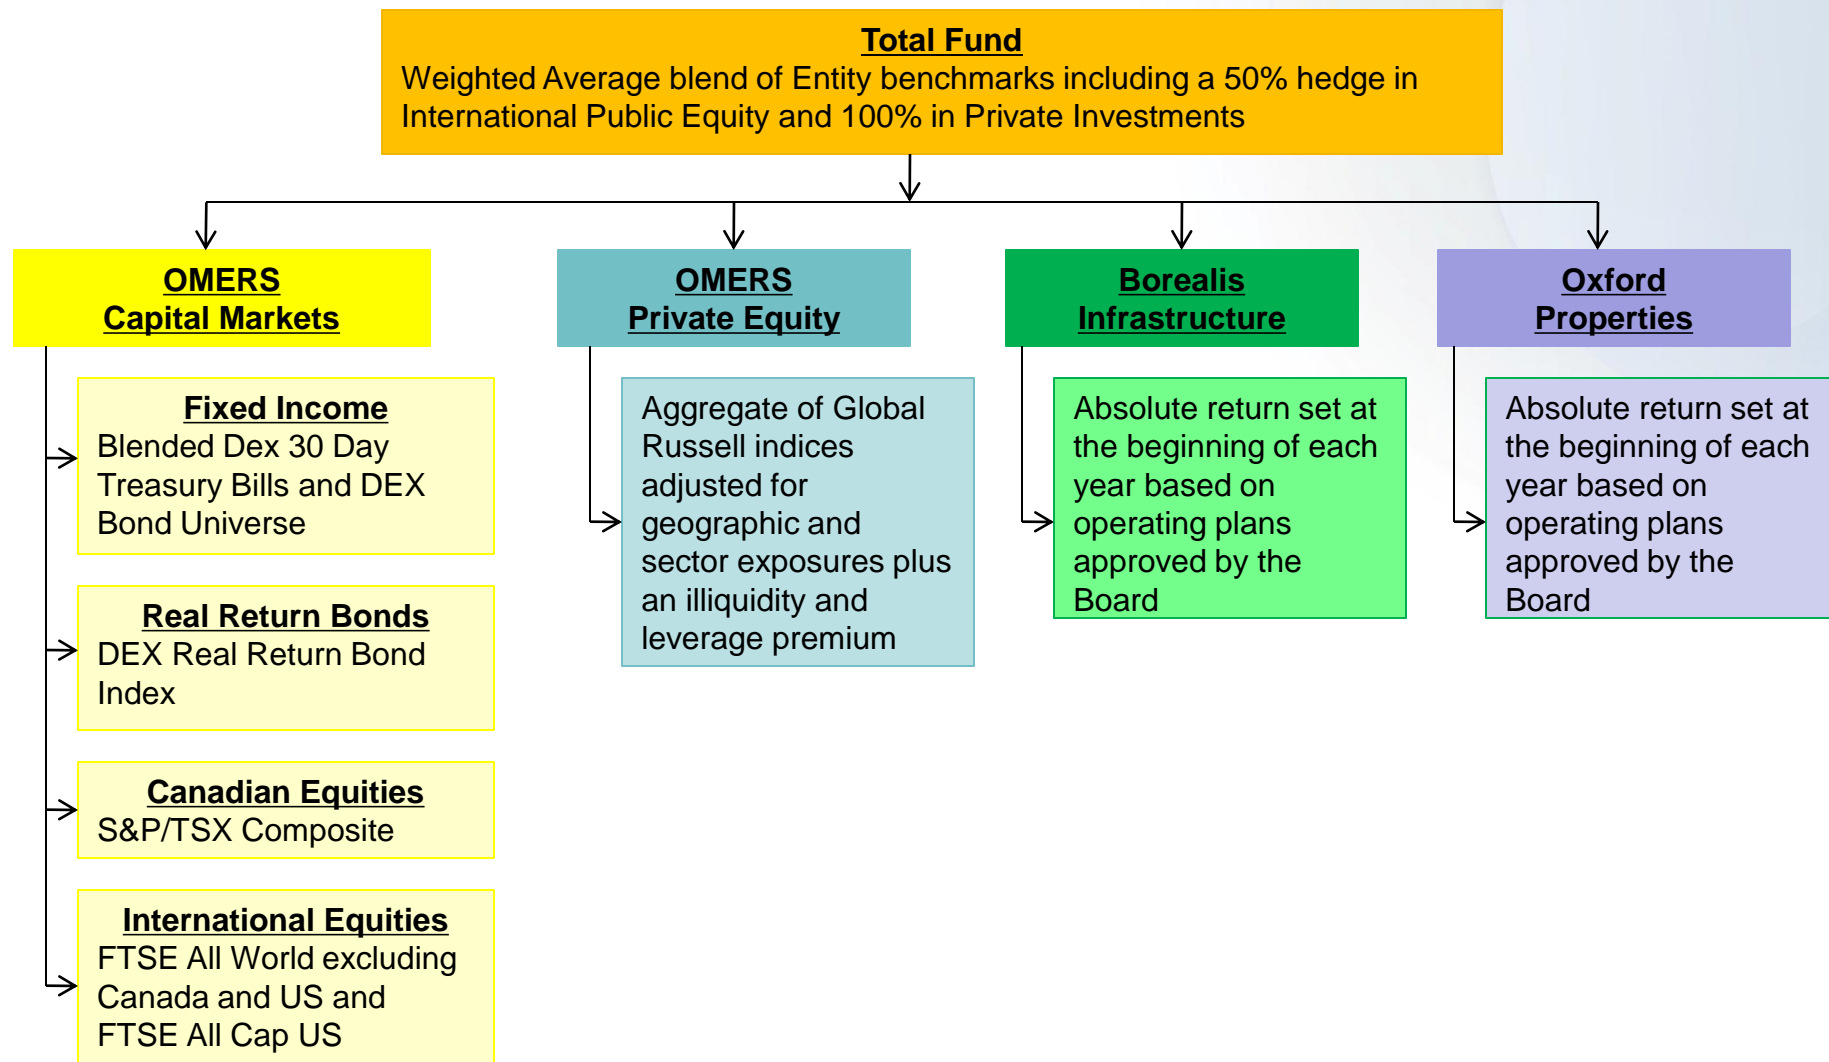 Total Fund
Weighted Average blend of Entity benchmarks including a 50% hedge in
International Public Equity and 100% in Private Investments
OMERS
Capital Markets
Fixed Income
Blended Dex 30 Day
Treasury Bills and DEX
Bond Universe
Real Return Bonds
DEX Real Return Bond
Index
Canadian Equities
S&P/TSX Composite
International Equities
FTSE All World excluding
Canada and US and
FTSE All Cap US
OMERS
Private Equity
Aggregate of Global
Russell indices
adjusted for
geographic and
sector exposures plus
an illiquidity and
leverage premium
Borealis
Infrastructure
Absolute return set at
the beginning of each
year based on
operating plans
approved by the
Board
Oxford
Properties
Absolute return set at
the beginning of each
year based on
operating plans
approved by the
Board